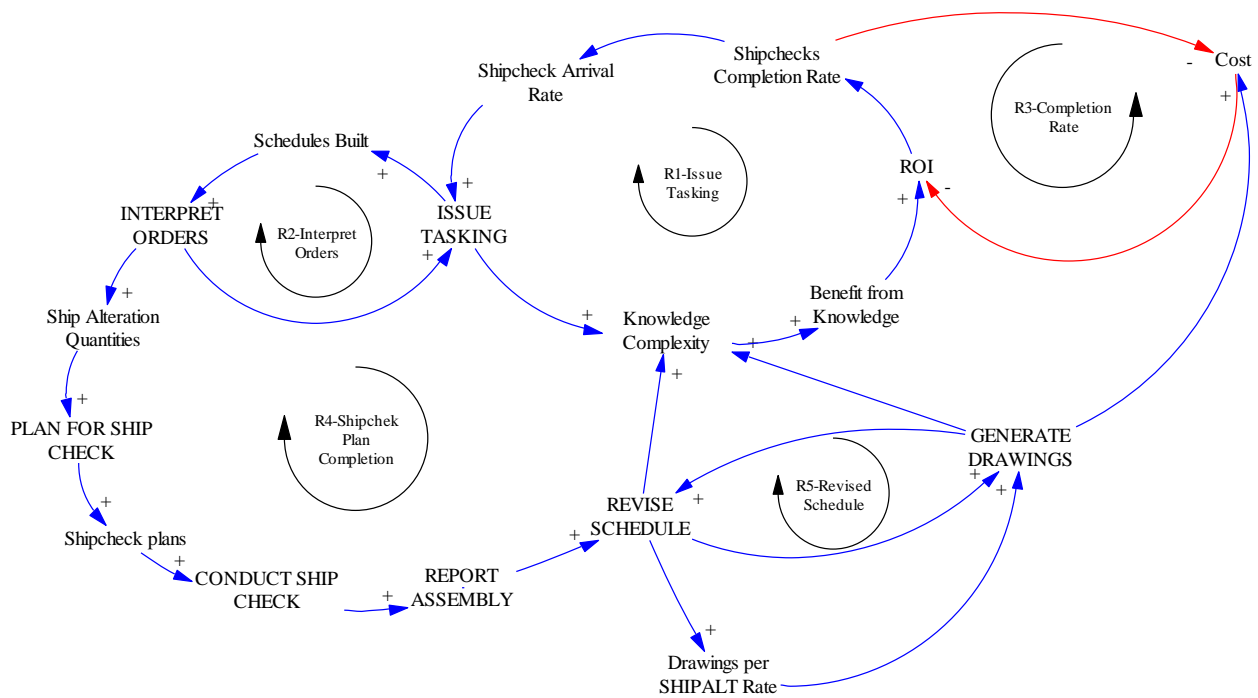 Shipchecks
Completion Rate
Cost
-
+
Shipcheck Arrival
Rate
R3-Completion
Rate
Schedules Built
+
+
ROI
-
+
R1-Issue
Tasking
+
INTERPRET
ORDERS
R2-Interpret
Orders
ISSUE
TASKING
+
+
Ship Alteration
Quantities
+
Knowledge
Complexity
+
+
Benefit from
Knowledge
+
+
PLAN FOR SHIP
CHECK
R4-Shipchek
Plan
Completion
GENERATE
DRAWINGS
+
+
+
Shipcheck plans
+
REVISE
SCHEDULE
+
+
R5-Revised
Schedule
CONDUCT SHIP
CHECK
+
REPORT
ASSEMBLY
+
Drawings per
SHIPALT Rate